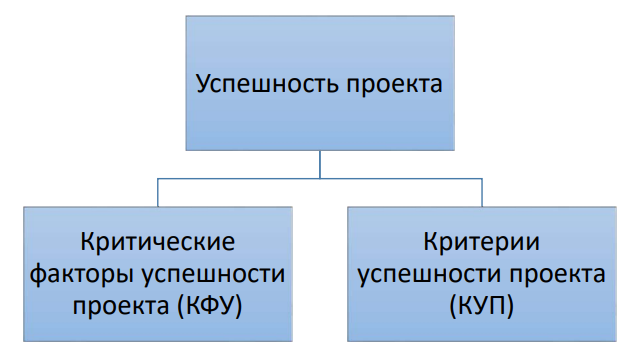 Успешность проекта
Критические
факторы успешности
проекта (КФУ)
Критерии
успешности проекта
(КУП)